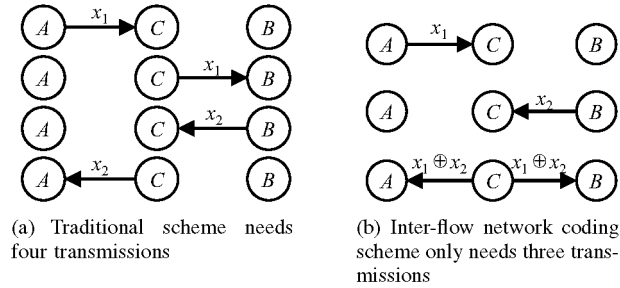 A x₁ C B
A C x₁ B
A C x₂ B
A x₂ C B
(a) Traditional scheme needs
four transmissions
A x₁ C B
A C x₂ B
A x₁⊕x₂ C x₁⊕x₂ B
(b) Inter-flow network coding
scheme only needs three trans-
missions